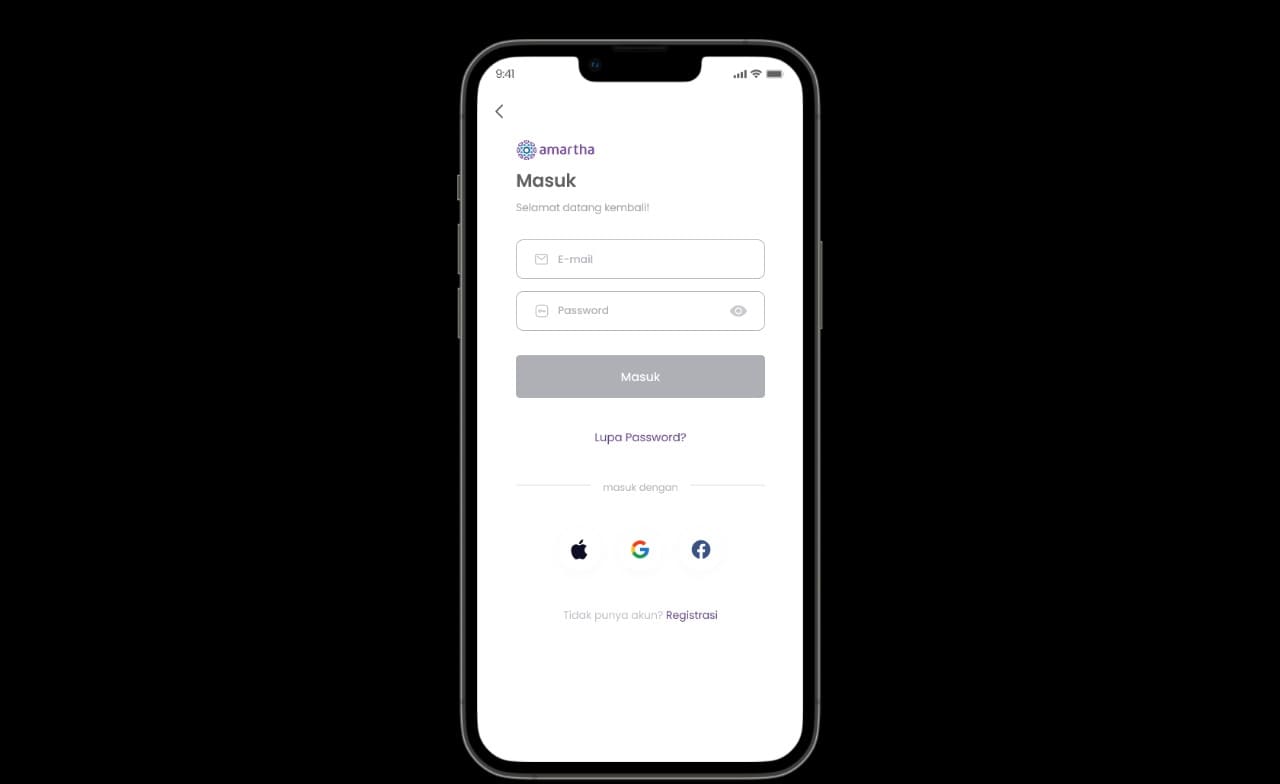 9:41
amartha
Masuk
Selamat datang kembali!
E-mail
Password
Masuk
Lupa Password?
masuk dengan
Tidak punya akun? Registrasi